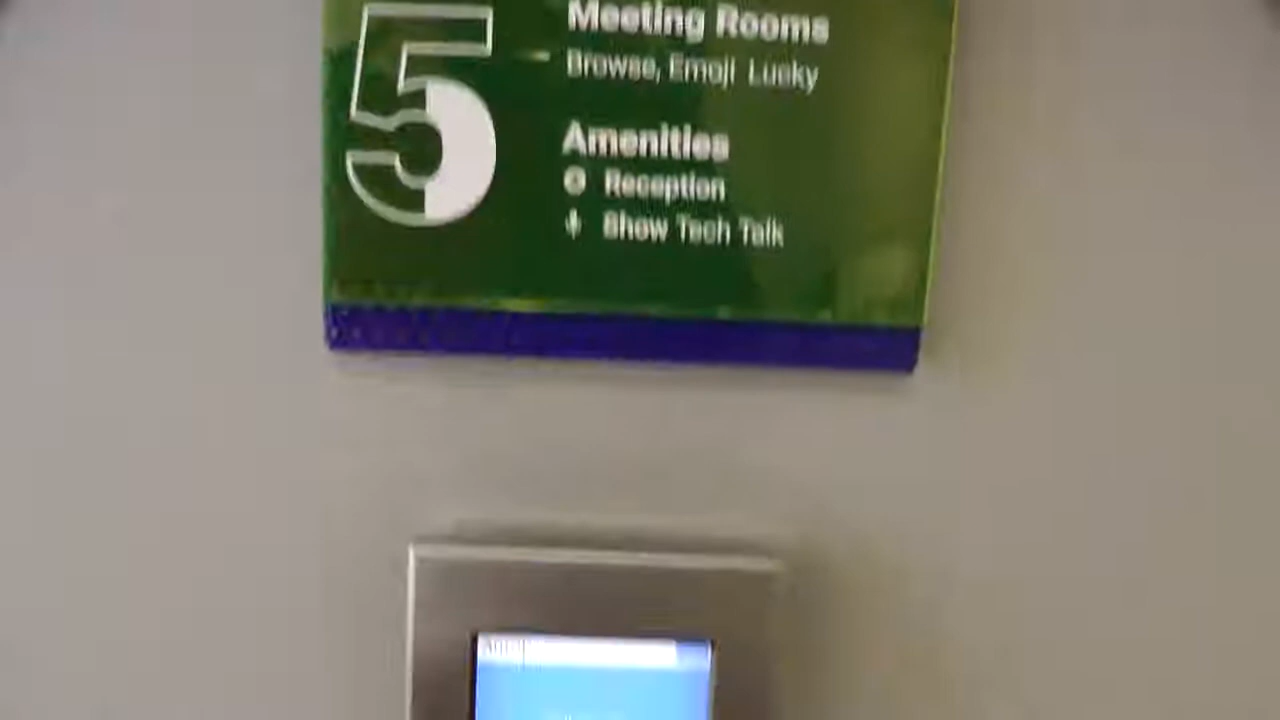 5
Meeting Rooms
Browse, Emoji Lucky
Amenities
Reception
Show Tech Talk